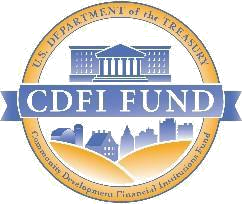 U.S. DEPARTMENT of the TREASURY
CDFI FUND
Community Development Financial Institutions Fund